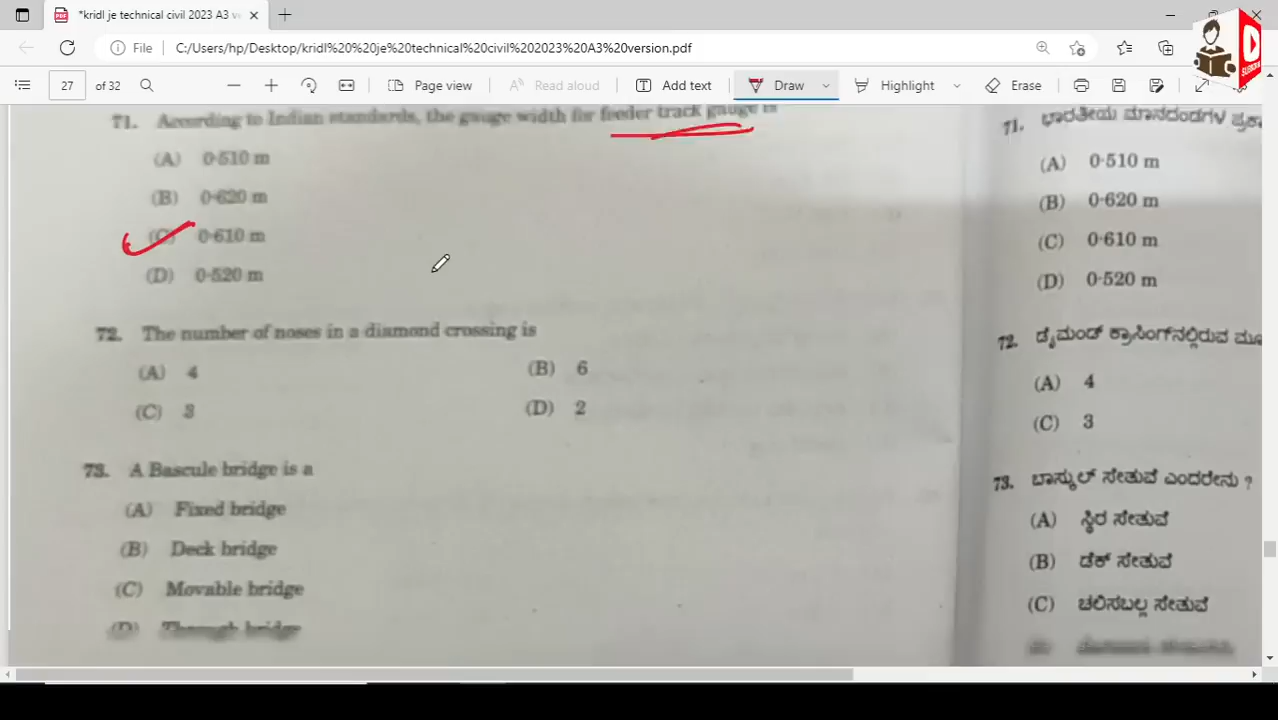 *kridl je technical civil 2023 A3 ve
File
C:/Users/hp/Desktop/kridl%20%20je%20technical%20civil%202023%20A3%20version.pdf
27 of 32
Page view
Read aloud
Add text
Draw
Highlight
Erase
71. According to Indian standards, the gauge width for feeder track gauge is
(A) 0·510 m
(B) 0·620 m
(C) 0·610 m
(D) 0·520 m
72. The number of noses in a diamond crossing is
(A) 4
(B) 6
(C) 3
(D) 2
73. A Bascule bridge is a
(A) Fixed bridge
(B) Deck bridge
(C) Movable bridge
(D) Through bridge
71. ಭಾರತೀಯ ಮಾನದಂಡಗಳ ಪ್ರಕಾ
(A) 0·510 m
(B) 0·620 m
(C) 0·610 m
(D) 0·520 m
72. ಡೈಮಂಡ್ ಕ್ರಾಸಿಂಗ್‌ನಲ್ಲಿರುವ ಮೂ
(A) 4
(C) 3
73. ಬಾಸ್ಕುಲ್ ಸೇತುವೆ ಎಂದರೇನು ?
(A) ಸ್ಥಿರ ಸೇತುವೆ
(B) ಡೆಕ್ ಸೇತುವೆ
(C) ಚಲಿಸಬಲ್ಲ ಸೇತುವೆ